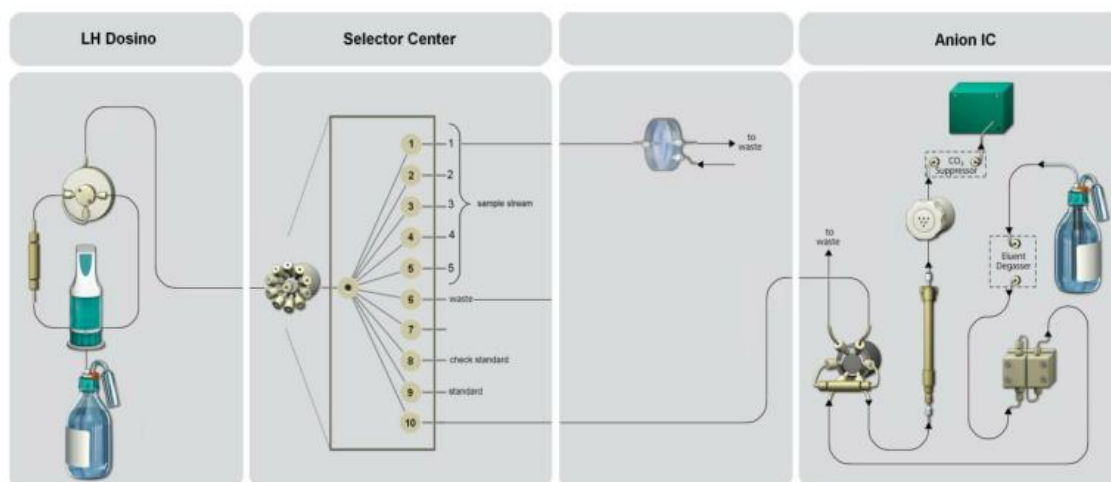 LH Dosino
Selector Center
Anion IC
1 1
2 2
3 3
4 4
5 5
sample stream
6 waste
7
8 check standard
9 standard
10
to
waste
CO₂
Suppressor
to
waste
Eluent
Degasser